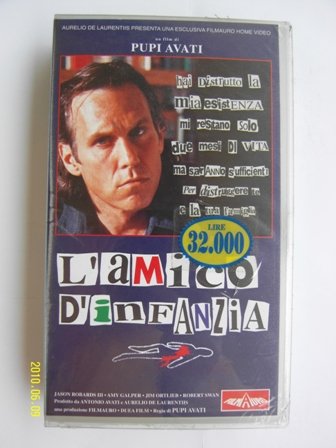 AURELIO DE LAURENTIIS PRESENTA UNA ESCLUSIVA FILMAURO HOME VIDEO
un film di
PUPI AVATI
hai DISTRUTTO la
mia esiSTENZA
mi restano solo
due mesi di VITA
ma sarANNO sufficienti
Per distruggere te
e la tua famiglia
LIRE
32.000
L'AMICO
D'INFANZIA
JASON ROBARDS III • AMY GALPER • JIM ORTLIEB • ROBERT SWAN
Prodotto da ANTONIO AVATI e AURELIO DE LAURENTIIS
una produzione FILMAURO • DUEA FILM • Regia di PUPI AVATI
FILMAURO
2010.06.09